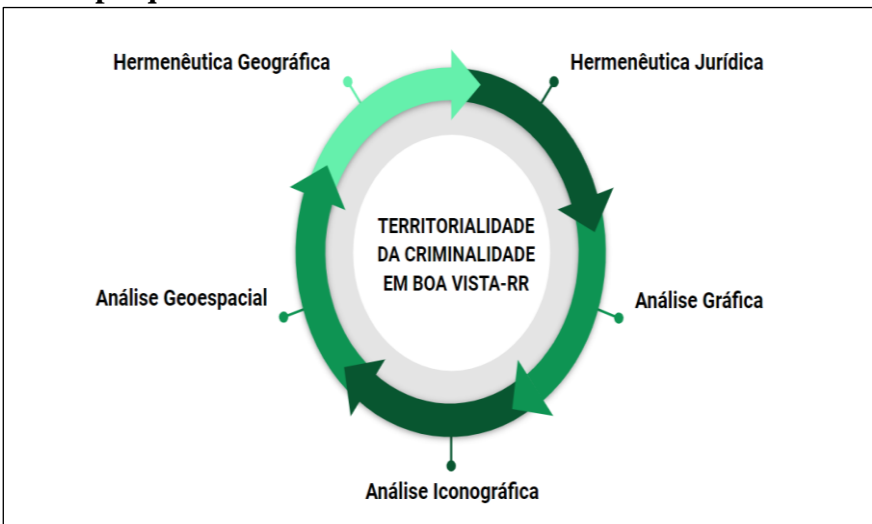 Hermenêutica Geográfica
Hermenêutica Jurídica
TERRITORIALIDADE
DA CRIMINALIDADE
EM BOA VISTA-RR
Análise Geoespacial
Análise Gráfica
Análise Iconográfica